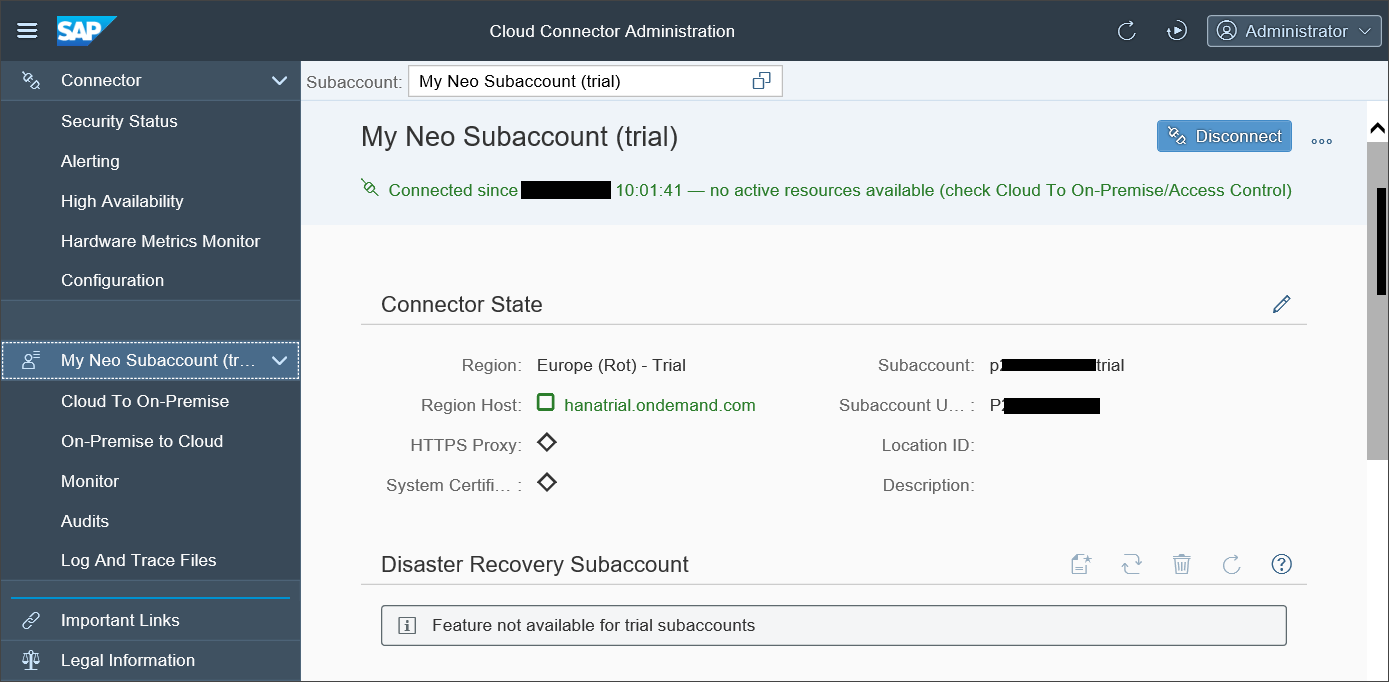 SAP
Cloud Connector Administration
Administrator
Connector
Security Status
Alerting
High Availability
Hardware Metrics Monitor
Configuration
My Neo Subaccount (tr...
Cloud To On-Premise
On-Premise to Cloud
Monitor
Audits
Log And Trace Files
Important Links
Legal Information
Subaccount: My Neo Subaccount (trial)
My Neo Subaccount (trial)
Disconnect
Connected since 10:01:41 — no active resources available (check Cloud To On-Premise/Access Control)
Connector State
Region: Europe (Rot) - Trial
Subaccount: p trial
Region Host: hanatrial.ondemand.com
Subaccount U... : P
HTTPS Proxy:
Location ID:
System Certifi... :
Description:
Disaster Recovery Subaccount
Feature not available for trial subaccounts